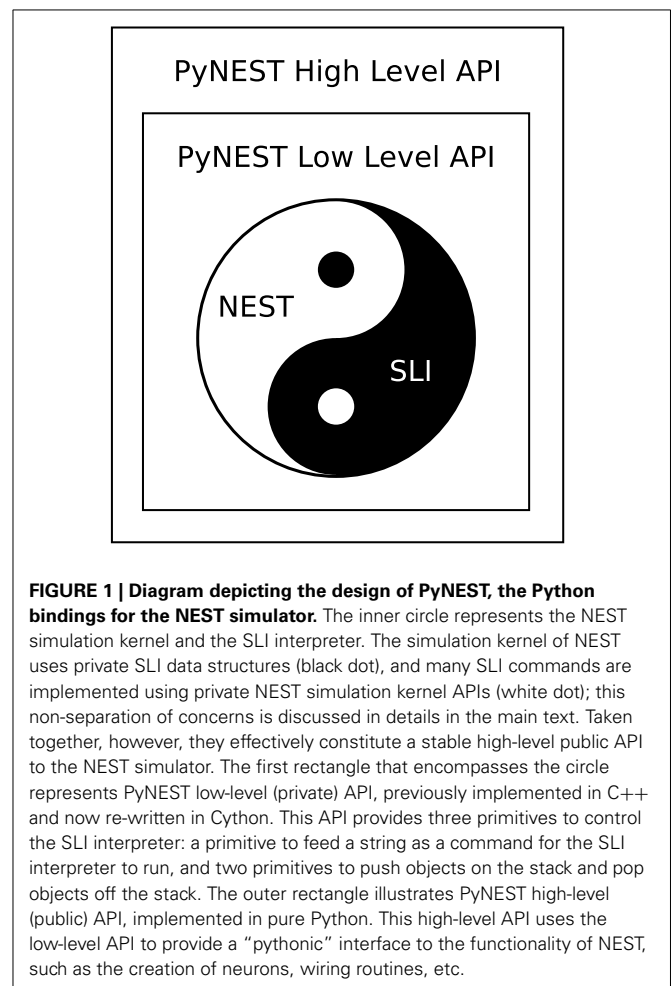 PyNEST High Level API
PyNEST Low Level API
NEST
SLI
FIGURE 1 | Diagram depicting the design of PyNEST, the Python
bindings for the NEST simulator. The inner circle represents the NEST
simulation kernel and the SLI interpreter. The simulation kernel of NEST
uses private SLI data structures (black dot), and many SLI commands are
implemented using private NEST simulation kernel APIs (white dot); this
non-separation of concerns is discussed in details in the main text. Taken
together, however, they effectively constitute a stable high-level public API
to the NEST simulator. The first rectangle that encompasses the circle
represents PyNEST low-level (private) API, previously implemented in C++
and now re-written in Cython. This API provides three primitives to control
the SLI interpreter: a primitive to feed a string as a command for the SLI
interpreter to run, and two primitives to push objects on the stack and pop
objects off the stack. The outer rectangle illustrates PyNEST high-level
(public) API, implemented in pure Python. This high-level API uses the
low-level API to provide a “pythonic” interface to the functionality of NEST,
such as the creation of neurons, wiring routines, etc.